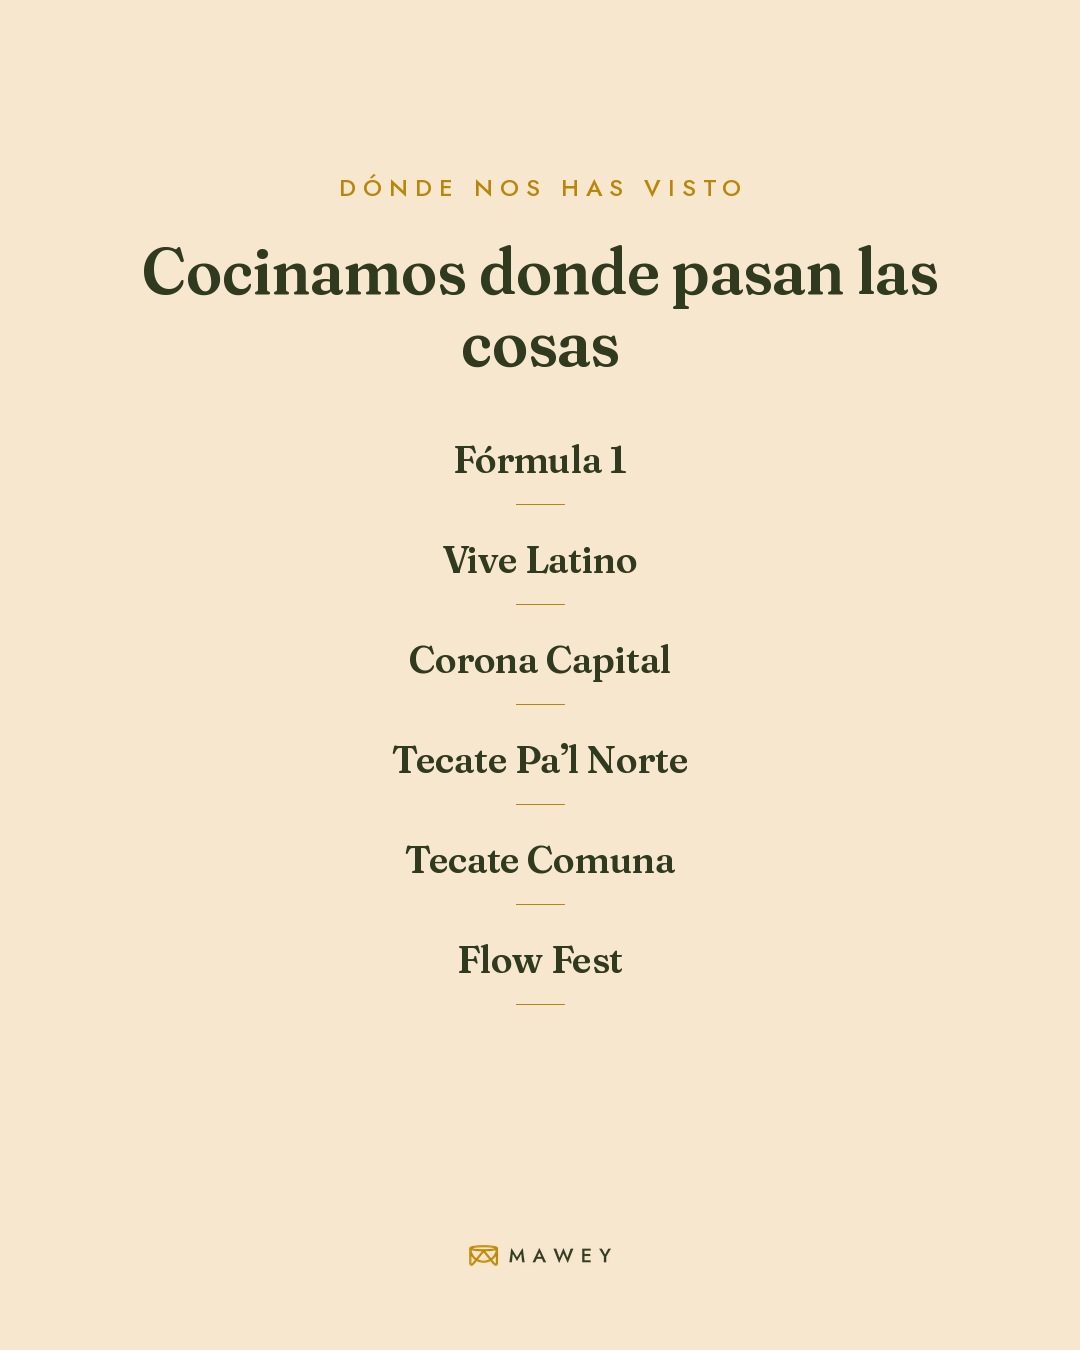 DÓNDE NOS HAS VISTO
Cocinamos donde pasan las
cosas
Fórmula 1
Vive Latino
Corona Capital
Tecate Pa’l Norte
Tecate Comuna
Flow Fest
MAWEY